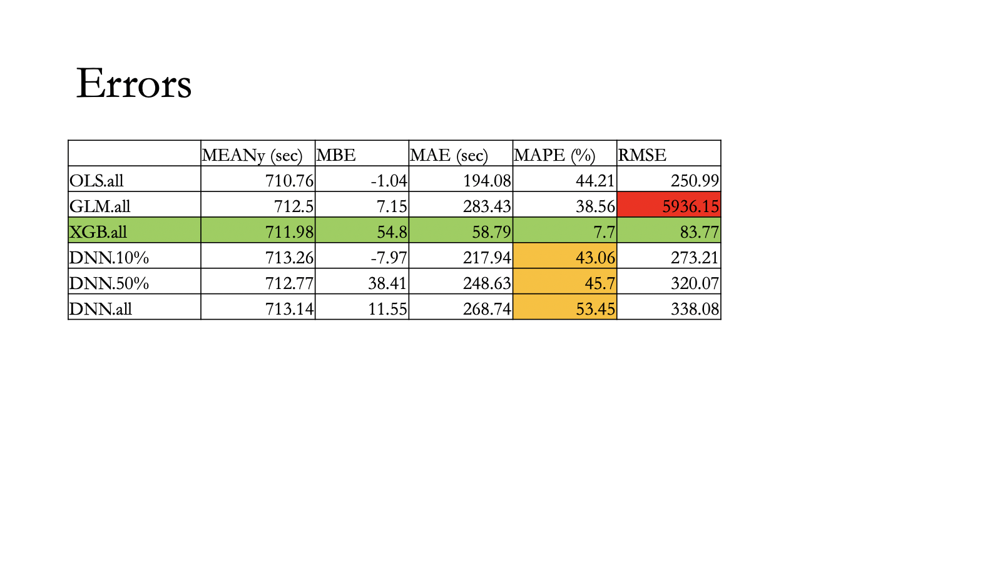 Errors
MEANy (sec) MBE MAE (sec) MAPE (%) RMSE
OLS.all 710.76 -1.04 194.08 44.21 250.99
GLM.all 712.5 7.15 283.43 38.56 5936.15
XGB.all 711.98 54.8 58.79 7.7 83.77
DNN.10% 713.26 -7.97 217.94 43.06 273.21
DNN.50% 712.77 38.41 248.63 45.7 320.07
DNN.all 713.14 11.55 268.74 53.45 338.08